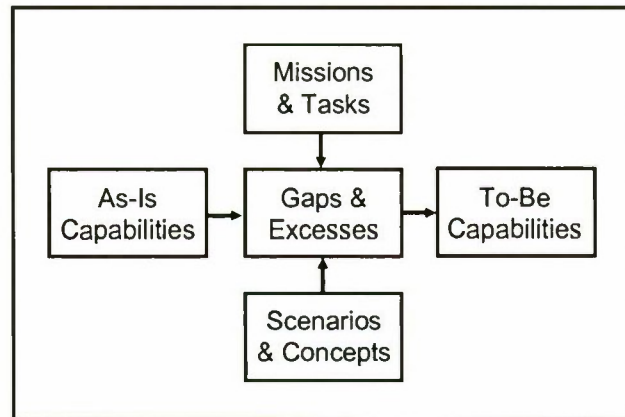 Missions
& Tasks
As-Is
Capabilities
Gaps &
Excesses
To-Be
Capabilities
Scenarios
& Concepts